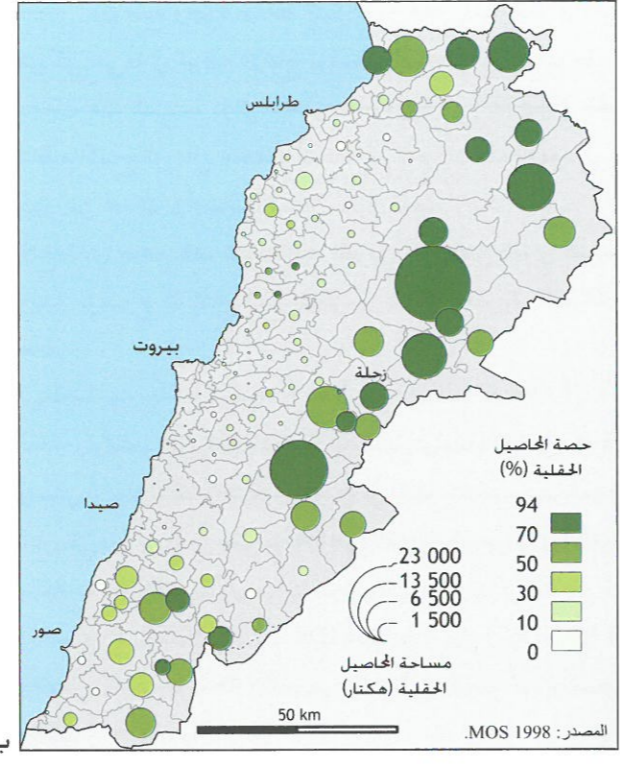 طرابلس
بيروت
زحلة
صيدا
صور
حصة المحاصيل
الحقلية (%)
94
70
50
30
10
0
23 000
13 500
6 500
1 500
مساحة المحاصيل
الحقلية (هكتار)
50 km
المصدر: MOS 1998.